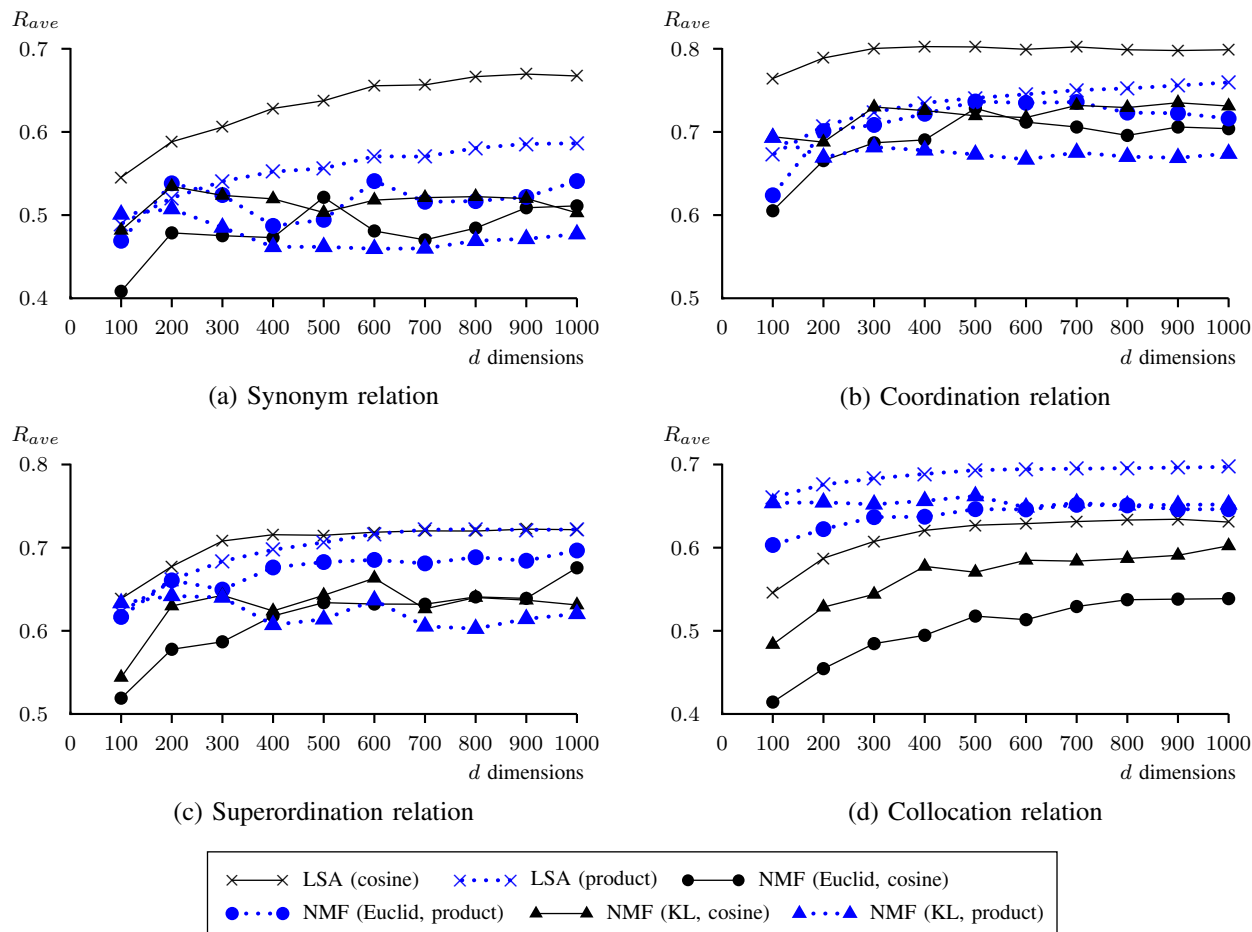 R_ave
0.7
0.6
0.5
0.4
0 100 200 300 400 500 600 700 800 900 1000
d dimensions
(a) Synonym relation
R_ave
0.8
0.7
0.6
0.5
0 100 200 300 400 500 600 700 800 900 1000
d dimensions
(b) Coordination relation
R_ave
0.8
0.7
0.6
0.5
0 100 200 300 400 500 600 700 800 900 1000
d dimensions
(c) Superordination relation
R_ave
0.7
0.6
0.5
0.4
0 100 200 300 400 500 600 700 800 900 1000
d dimensions
(d) Collocation relation
LSA (cosine) LSA (product) NMF (Euclid, cosine)
NMF (Euclid, product) NMF (KL, cosine) NMF (KL, product)